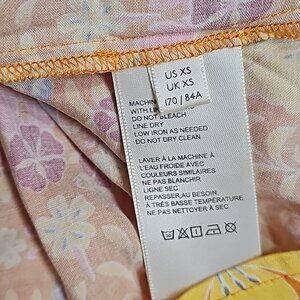 US XS
UK XS
170 / 84A
MACHIN
WITH LI
DO NOT BLEACH
LINE DRY
LOW IRON AS NEEDED
DO NOT DRY CLEAN
LAVER À LA MACHINE À
L'EAU FROIDE AVEC
COULEURS SIMILAIRES
NE PAS BLANCHIR
LIGNE SEC
REPASSER,AU BESOIN,
À TRÈS BASSE TEMPÉRATURE
NE PAS NETTOYER À SEC